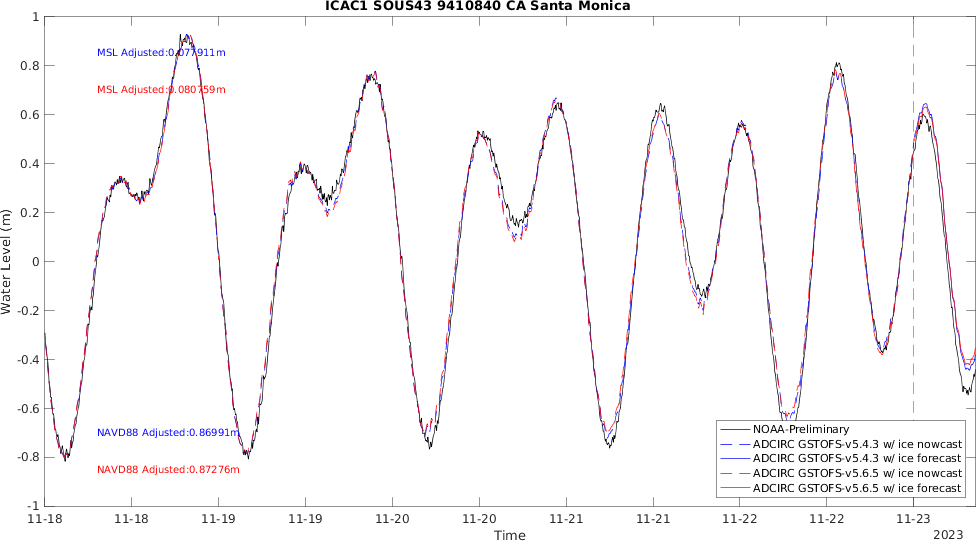 ICAC1 SOUS43 9410840 CA Santa Monica
MSL Adjusted:0.077911m
MSL Adjusted:0.080759m
NAVD88 Adjusted:0.86991m
NAVD88 Adjusted:0.87276m
Water Level (m)
1
0.8
0.6
0.4
0.2
0
-0.2
-0.4
-0.6
-0.8
-1
NOAA-Preliminary
ADCIRC GSTOFS-v5.4.3 w/ ice nowcast
ADCIRC GSTOFS-v5.4.3 w/ ice forecast
ADCIRC GSTOFS-v5.6.5 w/ ice nowcast
ADCIRC GSTOFS-v5.6.5 w/ ice forecast
11-18 11-18 11-19 11-19 11-20 11-20 11-21 11-21 11-22 11-22 11-23
Time
2023